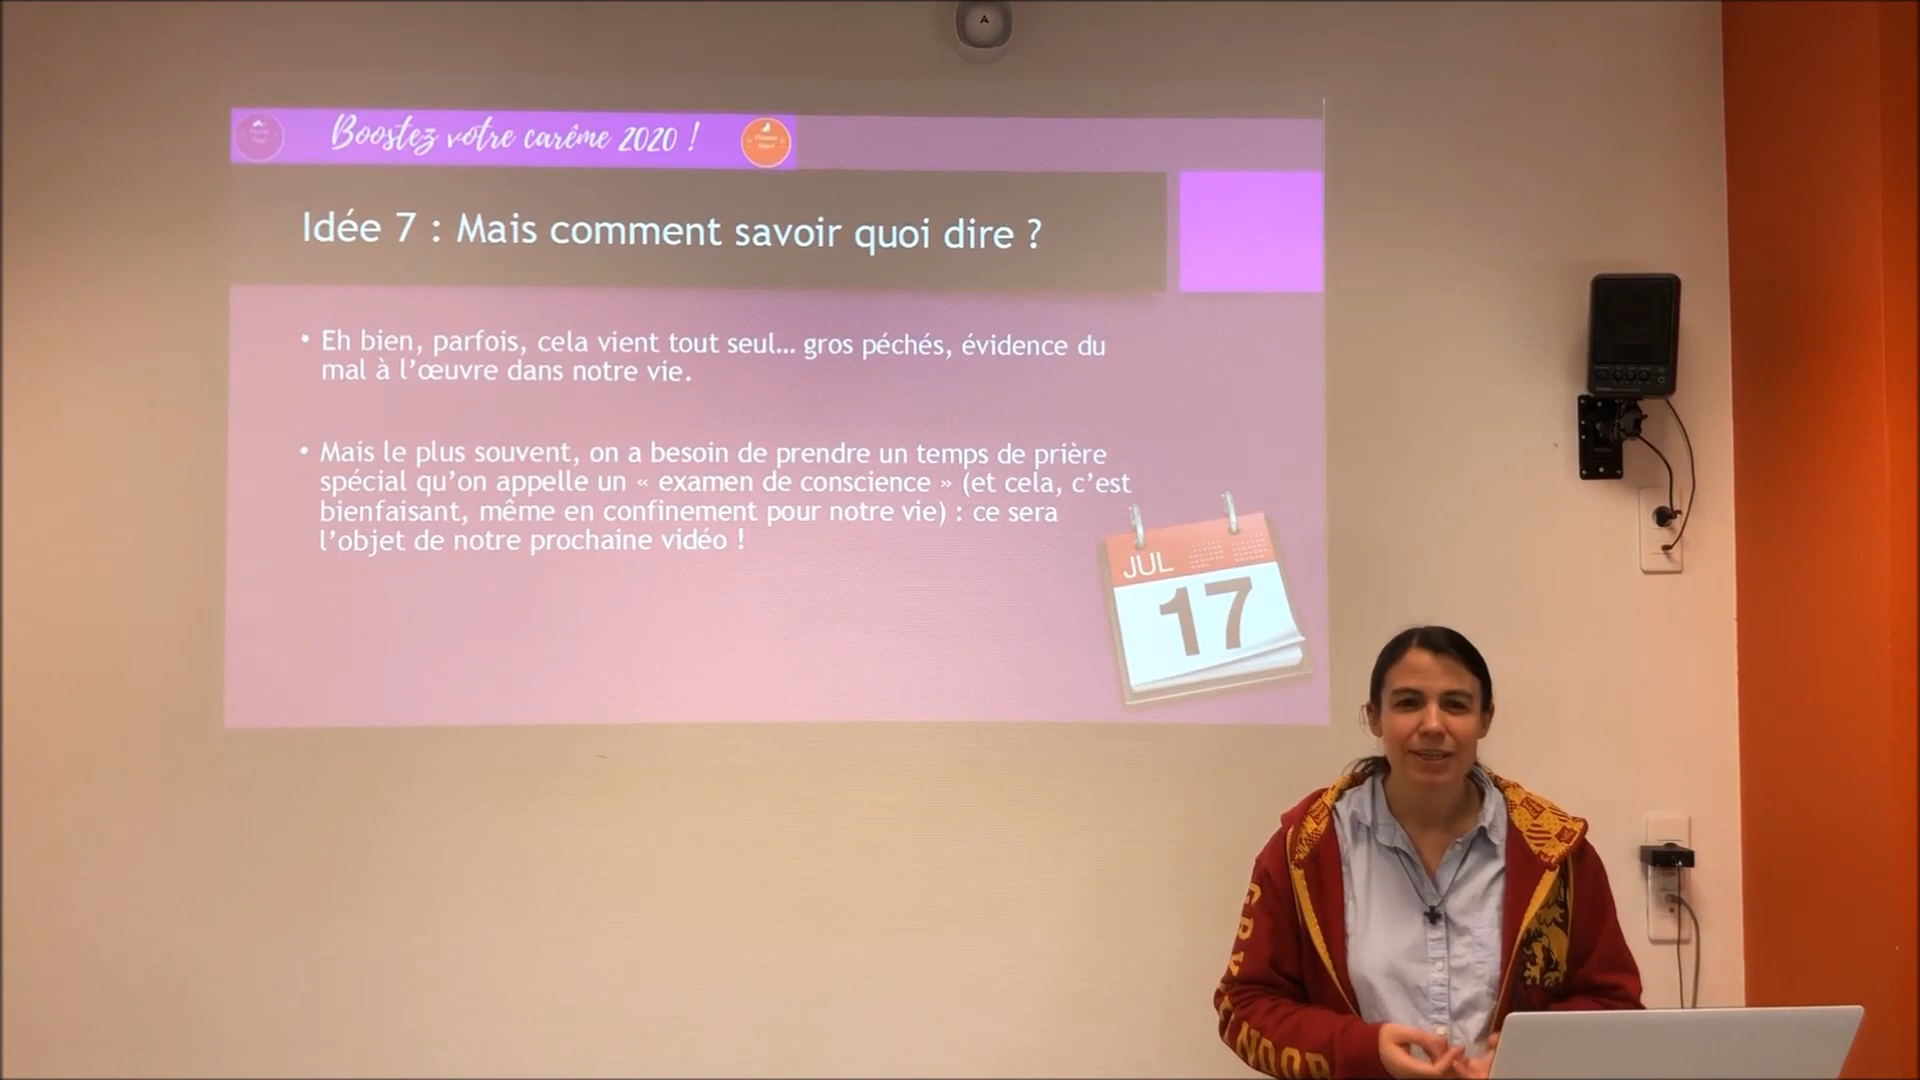 Boostez votre carême 2020 !
Idée 7 : Mais comment savoir quoi dire ?
• Eh bien, parfois, cela vient tout seul… gros péchés, évidence du
mal à l’œuvre dans notre vie.
• Mais le plus souvent, on a besoin de prendre un temps de prière
spécial qu’on appelle un « examen de conscience » (et cela, c’est
bienfaisant, même en confinement pour notre vie) : ce sera
l’objet de notre prochaine vidéo !
JUL
17